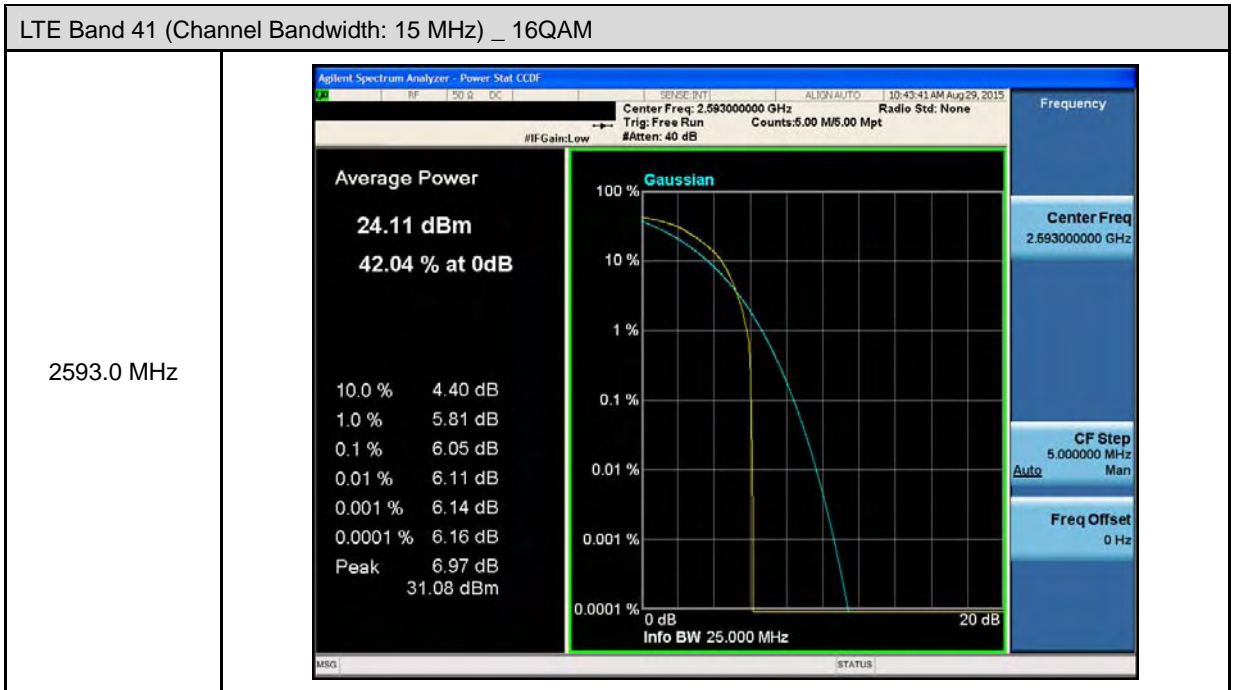 LTE Band 41 (Channel Bandwidth: 15 MHz) _ 16QAM
2593.0 MHz
Agilent Spectrum Analyzer - Power Stat CCDF
RF 50 Ω DC SENSE:INT ALIGN AUTO 10:43:41 AM Aug 29, 2015
Center Freq: 2.593000000 GHz Radio Std: None
Trig: Free Run Counts:5.00 M/5.00 Mpt
#IFGain:Low #Atten: 40 dB
Average Power
24.11 dBm
42.04 % at 0dB
10.0 % 4.40 dB
1.0 % 5.81 dB
0.1 % 6.05 dB
0.01 % 6.11 dB
0.001 % 6.14 dB
0.0001 % 6.16 dB
Peak 6.97 dB
31.08 dBm
Gaussian
100 %
10 %
1 %
0.1 %
0.01 %
0.001 %
0.0001 %
0 dB 20 dB
Info BW 25.000 MHz
Frequency
Center Freq
2.593000000 GHz
CF Step
5.000000 MHz
Auto Man
Freq Offset
0 Hz
MSG STATUS